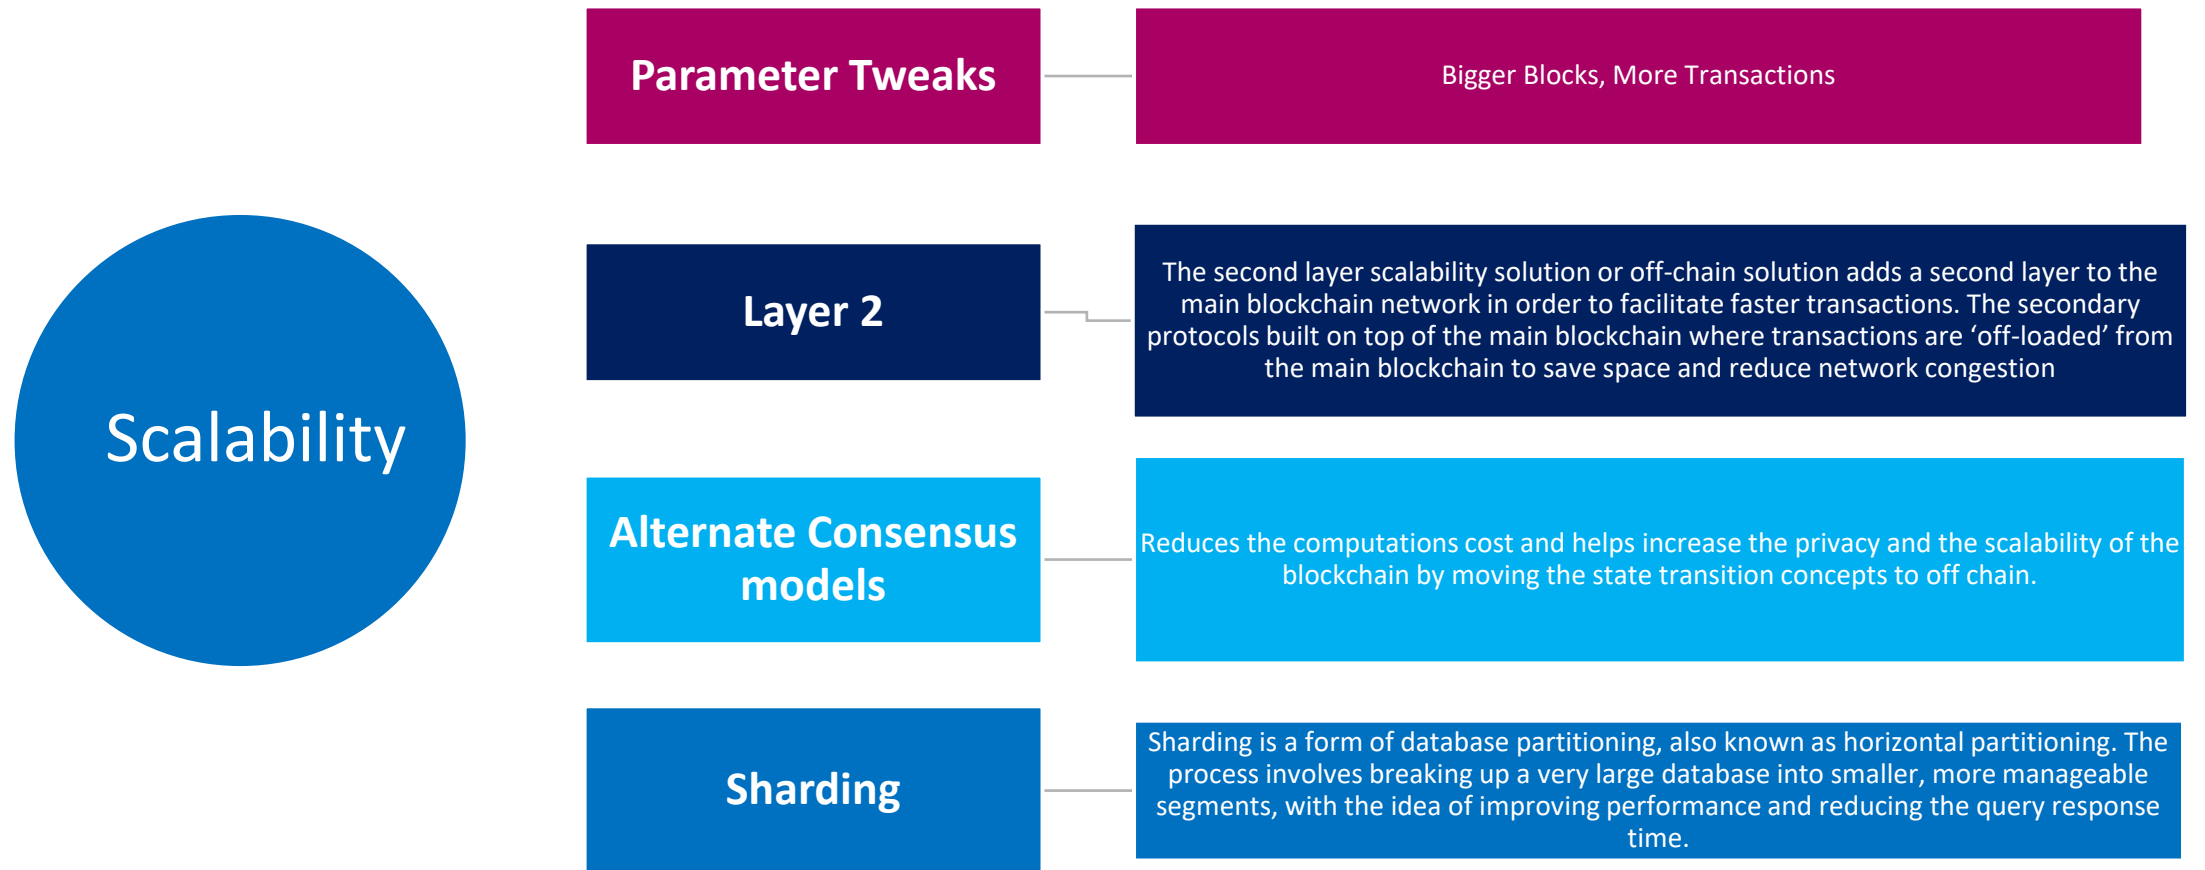 Parameter Tweaks
Bigger Blocks, More Transactions
Scalability
Layer 2
The second layer scalability solution or off-chain solution adds a second layer to the
main blockchain network in order to facilitate faster transactions. The secondary
protocols built on top of the main blockchain where transactions are ‘off-loaded’ from
the main blockchain to save space and reduce network congestion
Alternate Consensus
models
Reduces the computations cost and helps increase the privacy and the scalability of the
blockchain by moving the state transition concepts to off chain.
Sharding
Sharding is a form of database partitioning, also known as horizontal partitioning. The
process involves breaking up a very large database into smaller, more manageable
segments, with the idea of improving performance and reducing the query response
time.